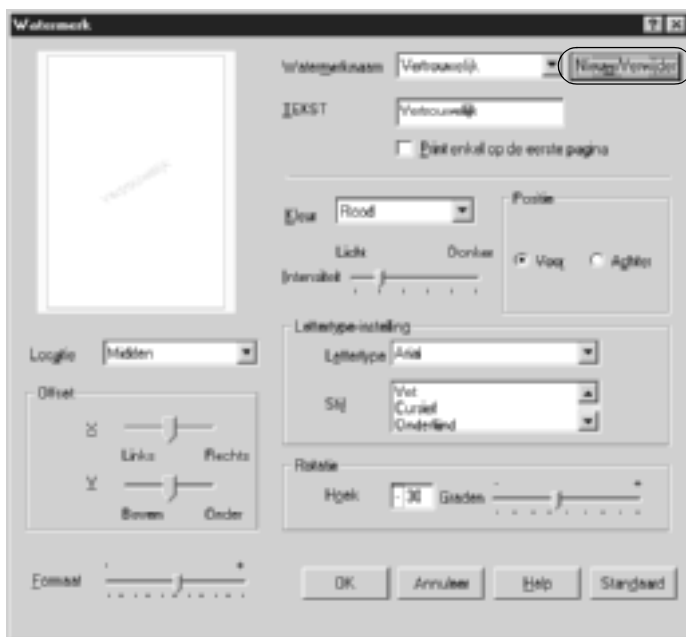 Watermerk
Watermerknaam Vertrouwelijk Nieuw/Verwijder
TEKST Vertrouwelijk
Print enkel op de eerste pagina
VERTROUWELIJK
Kleur Rood
Positie
Licht Donker
Intensiteit
Voor Achter
Locatie Midden
Lettertype-instelling
Lettertype Arial
Stijl Vet
Cursief
Onderlijnd
Offset
X
Links Rechts
Y
Boven Onder
Rotatie
Hoek - 30 Graden - +
Formaat - +
OK Annuleer Help Standaard